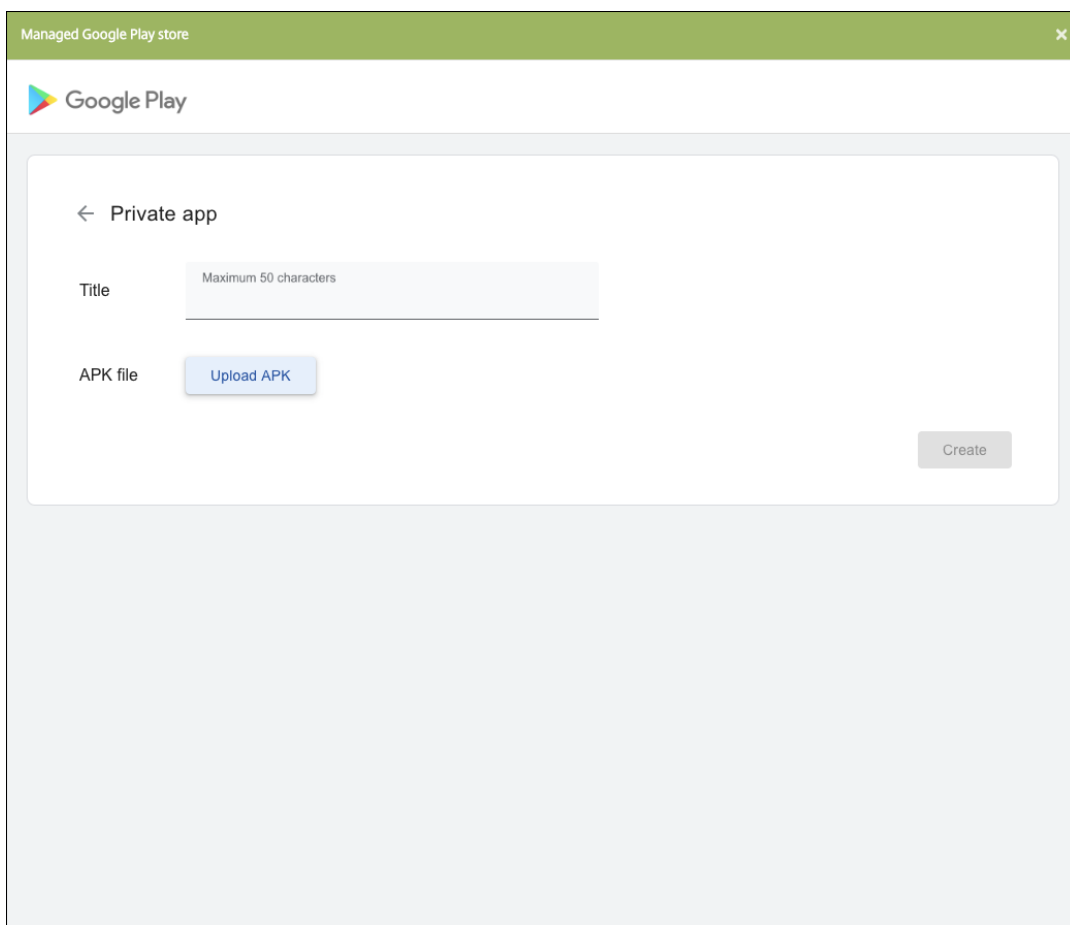 Managed Google Play store
×
Google Play
Private app
Title
Maximum 50 characters
APK file
Upload APK
Create